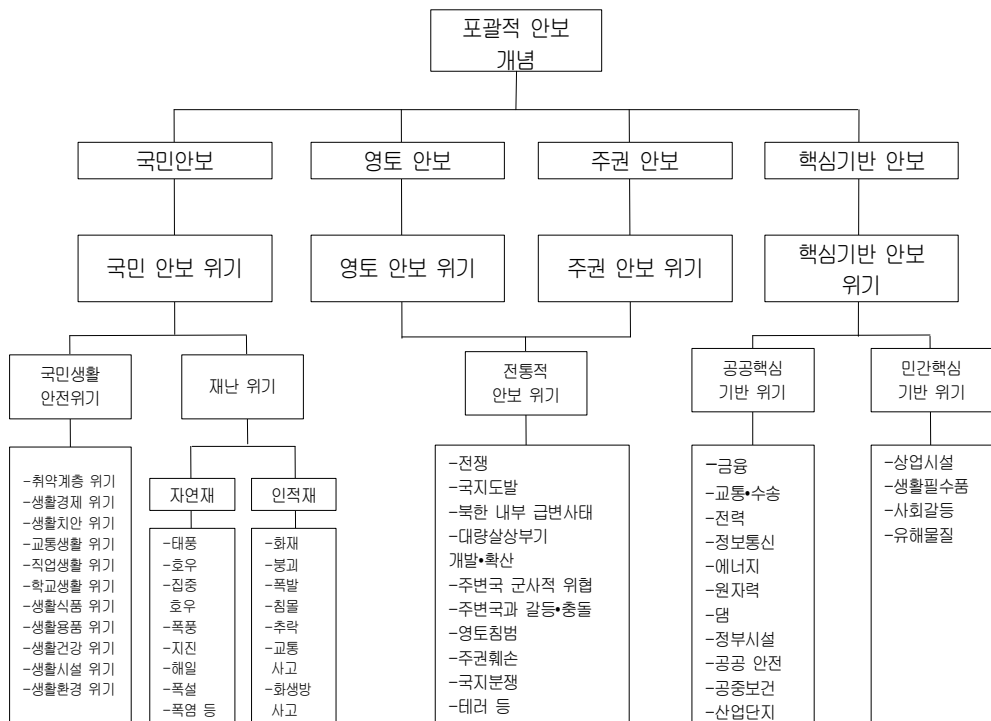 포괄적 안보
개념
국민안보
영토 안보
주권 안보
핵심기반 안보
국민 안보 위기
영토 안보 위기
주권 안보 위기
핵심기반 안보
위기
국민생활
안전위기
재난 위기
전통적
안보 위기
공공핵심
기반 위기
민간핵심
기반 위기
-취약계층 위기
-생활경제 위기
-생활치안 위기
-교통생활 위기
-직업생활 위기
-학교생활 위기
-생활식품 위기
-생활용품 위기
-생활건강 위기
-생활시설 위기
-생활환경 위기
자연재
-태풍
-호우
-집중
호우
-폭풍
-지진
-해일
-폭설
-폭염 등
인적재
-화재
-붕괴
-폭발
-침몰
-추락
-교통
사고
-화생방
사고
-전쟁
-국지도발
-북한 내부 급변사태
-대량살상부기
개발•확산
-주변국 군사적 위협
-주변국과 갈등•충돌
-영토침범
-주권훼손
-국지분쟁
-테러 등
-금융
-교통•수송
-전력
-정보통신
-에너지
-원자력
-댐
-정부시설
-공공 안전
-공중보건
-산업단지
-상업시설
-생활필수품
-사회갈등
-유해물질